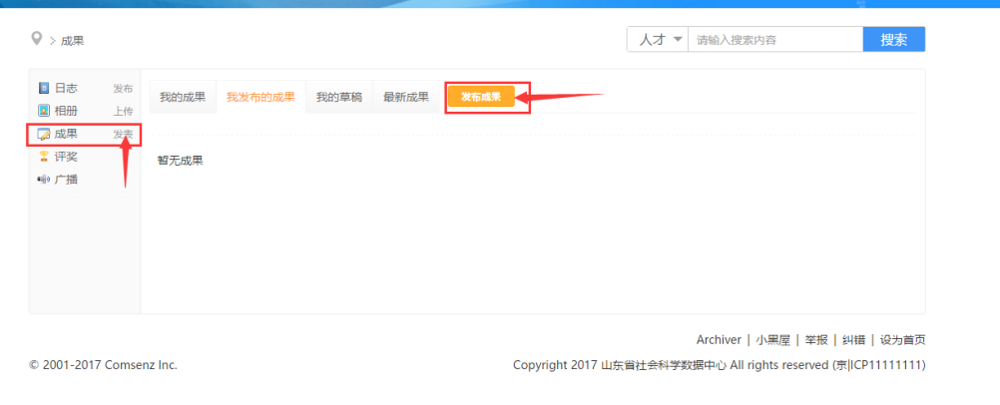 > 成果
人才 请输入搜索内容 搜索
日志 发布
相册 上传
成果 发表
评奖
广播
我的成果 我发布的成果 我的草稿 最新成果 发布成果
暂无成果
Archiver | 小黑屋 | 举报 | 纠错 | 设为首页
© 2001-2017 Comsenz Inc.
Copyright 2017 山东省社会科学数据中心 All rights reserved (京|ICP11111111)